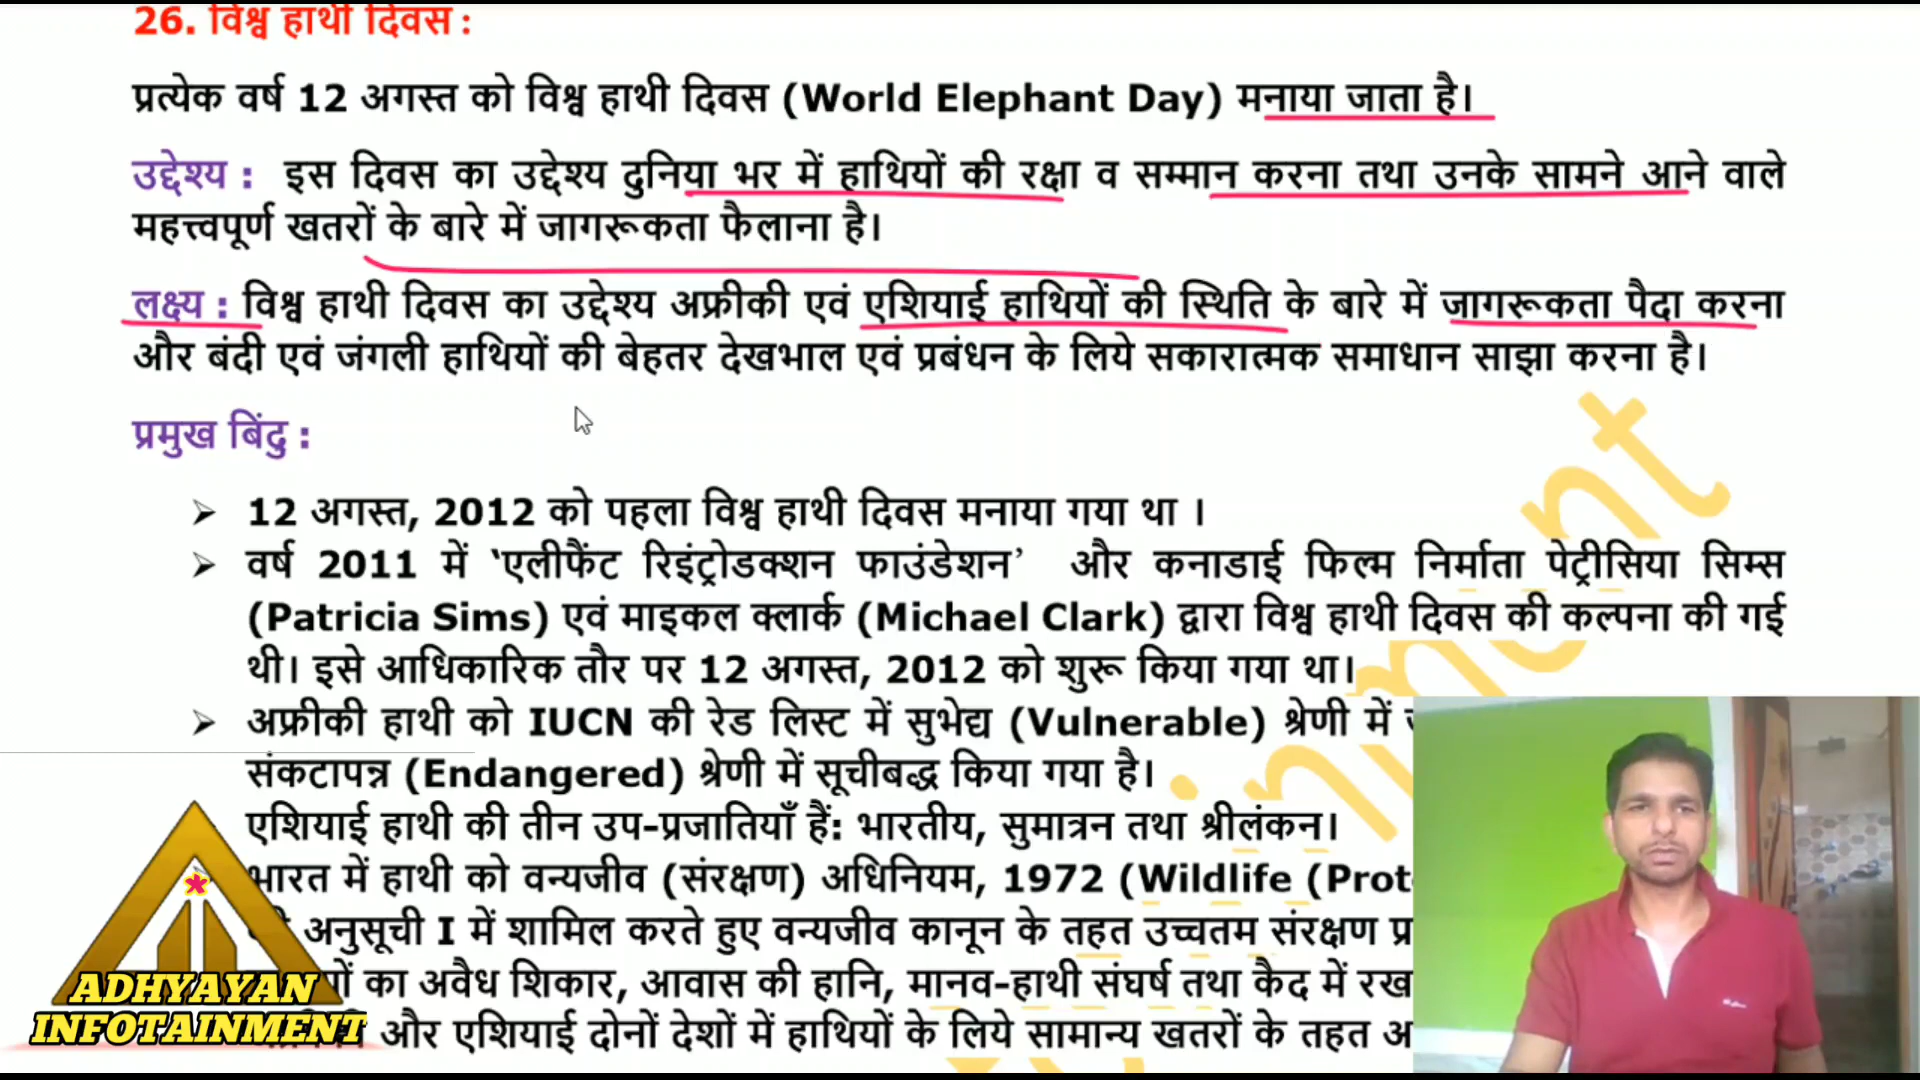 26. विश्व हाथी दिवस :
प्रत्येक वर्ष 12 अगस्त को विश्व हाथी दिवस (World Elephant Day) मनाया जाता है।
उद्देश्य : इस दिवस का उद्देश्य दुनिया भर में हाथियों की रक्षा व सम्मान करना तथा उनके सामने आने वाले
महत्त्वपूर्ण खतरों के बारे में जागरूकता फैलाना है।
लक्ष्य : विश्व हाथी दिवस का उद्देश्य अफ्रीकी एवं एशियाई हाथियों की स्थिति के बारे में जागरूकता पैदा करना
और बंदी एवं जंगली हाथियों की बेहतर देखभाल एवं प्रबंधन के लिये सकारात्मक समाधान साझा करना है।
प्रमुख बिंदु :
➢ 12 अगस्त, 2012 को पहला विश्व हाथी दिवस मनाया गया था ।
➢ वर्ष 2011 में ‘एलीफैंट रिइंट्रोडक्शन फाउंडेशन’ और कनाडाई फिल्म निर्माता पेट्रीसिया सिम्स
(Patricia Sims) एवं माइकल क्लार्क (Michael Clark) द्वारा विश्व हाथी दिवस की कल्पना की गई
थी। इसे आधिकारिक तौर पर 12 अगस्त, 2012 को शुरू किया गया था।
➢ अफ्रीकी हाथी को IUCN की रेड लिस्ट में सुभेद्य (Vulnerable) श्रेणी में
संकटापन्न (Endangered) श्रेणी में सूचीबद्ध किया गया है।
एशियाई हाथी की तीन उप-प्रजातियाँ हैं: भारतीय, सुमात्रन तथा श्रीलंकन।
भारत में हाथी को वन्यजीव (संरक्षण) अधिनियम, 1972 (Wildlife (Prot
अनुसूची I में शामिल करते हुए वन्यजीव कानून के तहत उच्चतम संरक्षण
का अवैध शिकार, आवास की हानि, मानव-हाथी संघर्ष तथा कैद में
और एशियाई दोनों देशों में हाथियों के लिये सामान्य खतरों के तहत
ADHYAYAN
INFOTAINMENT